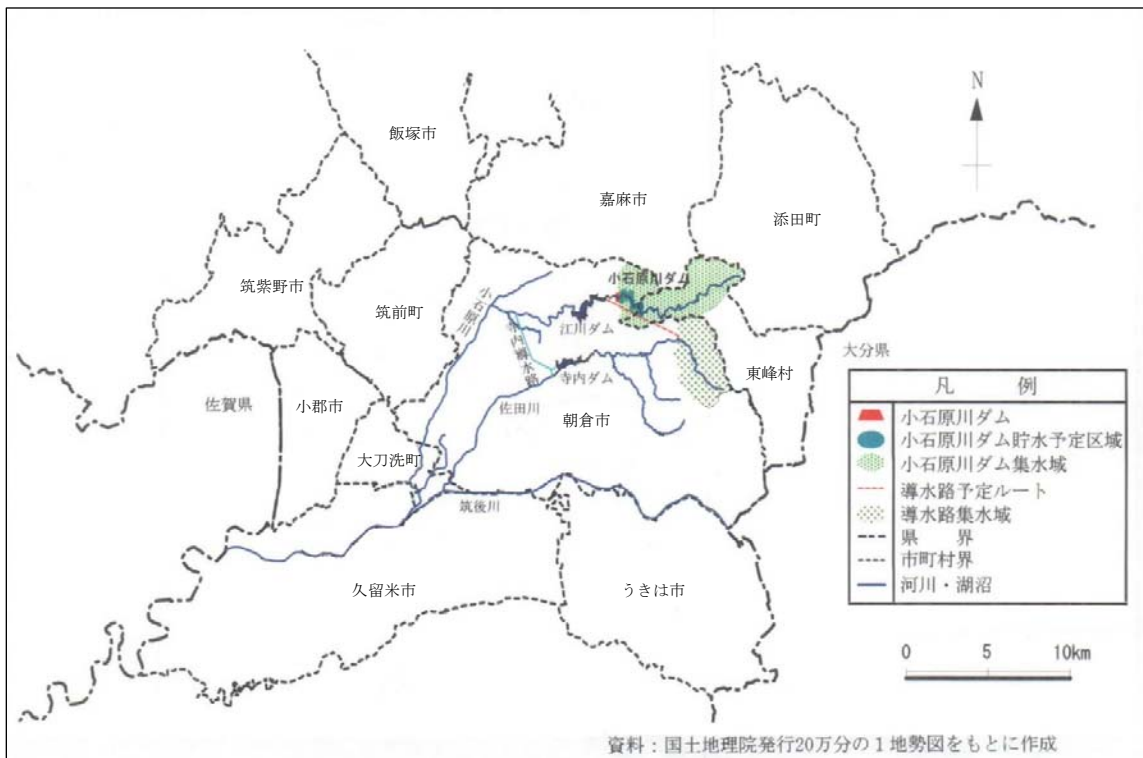 N
飯塚市
嘉麻市
添田町
小石原川ダム
筑紫野市
筑前町
小石原川
江川ダム
寺内導水路
寺内ダム
大分県
東峰村
佐賀県
小郡市
佐田川
朝倉市
大刀洗町
筑後川
久留米市
うきは市
凡 例
小石原川ダム
小石原川ダム貯水予定区域
小石原川ダム集水域
導水路予定ルート
導水路集水域
県 界
市町村界
河川・湖沼
0 5 10km
資料：国土地理院発行20万分の1地勢図をもとに作成